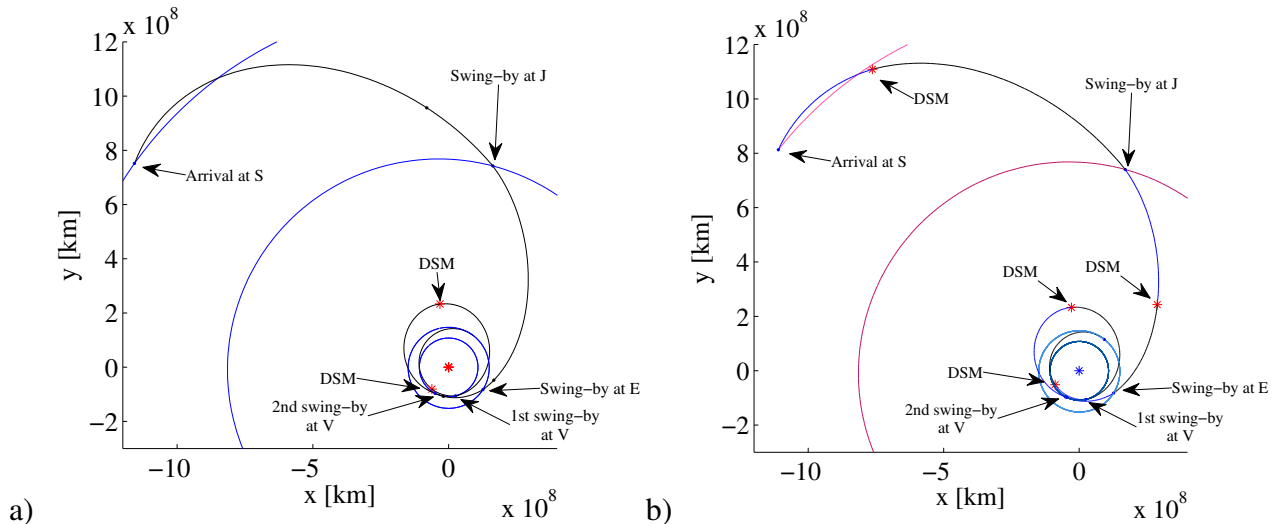 x 10^8
12
10
8
6
4
2
0
−2
y [km]
−10
−5
0
x [km]
x 10^8
Swing−by at J
Arrival at S
DSM
DSM
Swing−by at E
2nd swing−by
at V
1st swing−by
at V
a)
x 10^8
12
10
8
6
4
2
0
−2
y [km]
−10
−5
0
x [km]
x 10^8
DSM
Swing−by at J
Arrival at S
DSM
DSM
DSM
Swing−by at E
2nd swing−by
at V
1st swing−by
at V
b)